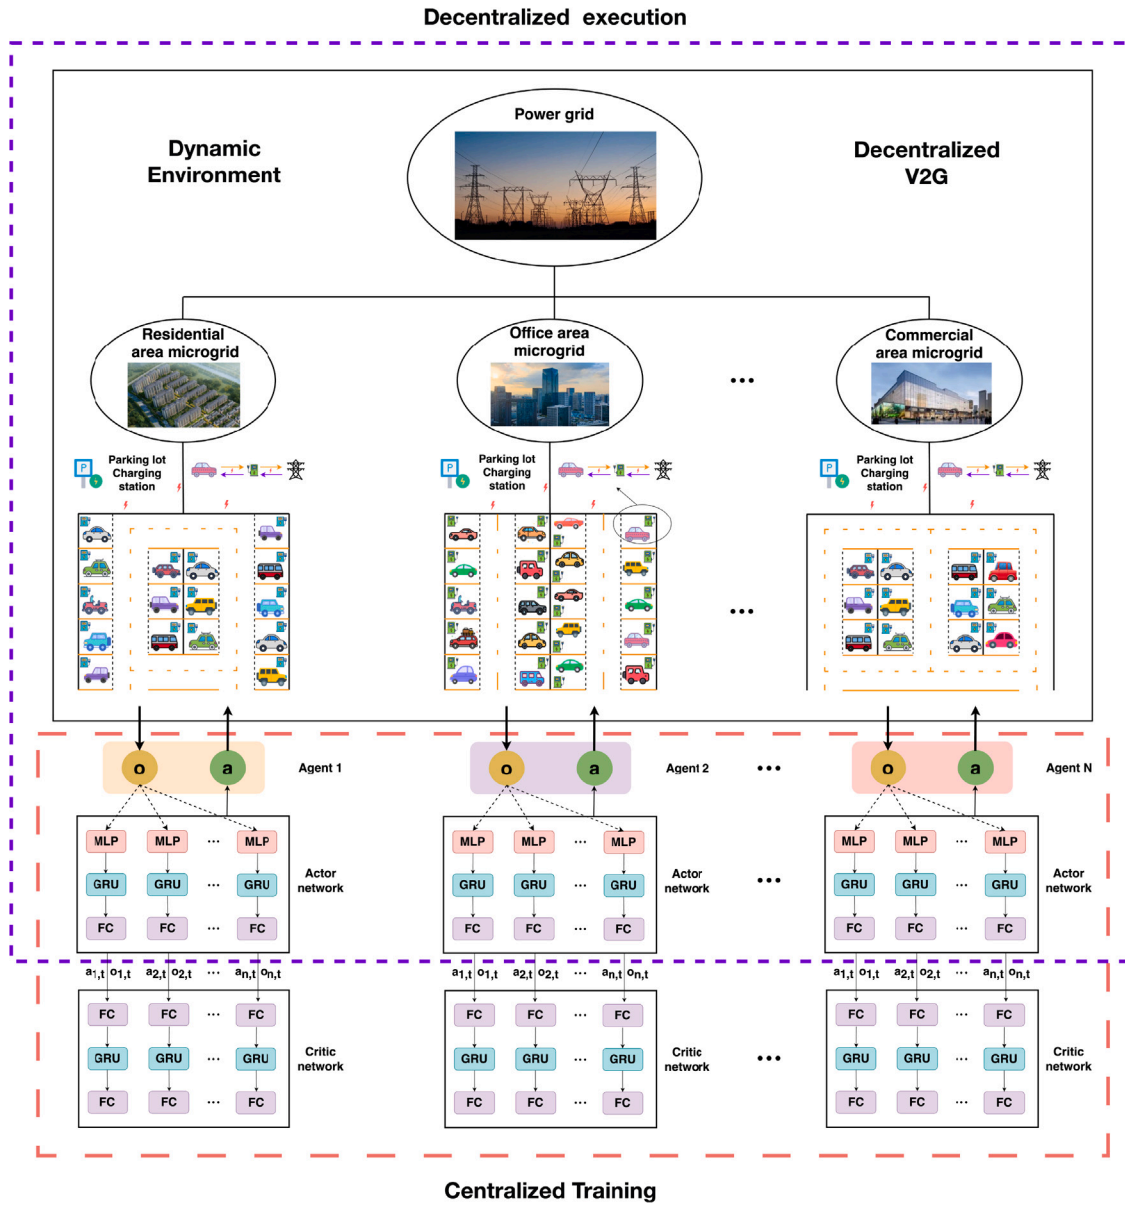 Decentralized execution
Power grid
Dynamic
Environment
Decentralized
V2G
Residential
area microgrid
Office area
microgrid
...
Commercial
area microgrid
P
Parking lot
Charging
station
P
Parking lot
Charging
station
P
Parking lot
Charging
station
...
o a Agent 1
o a Agent 2 ...
o a Agent N
MLP MLP ... MLP
GRU GRU ... GRU
FC FC ... FC
Actor
network
MLP MLP ... MLP
GRU GRU ... GRU
FC FC ... FC
Actor
network
...
MLP MLP ... MLP
GRU GRU ... GRU
FC FC ... FC
Actor
network
a1,t o1,t a2,t o2,t ... an,t on,t
a1,t o1,t a2,t o2,t ... an,t on,t
a1,t o1,t a2,t o2,t ... an,t on,t
FC FC ... FC
GRU GRU ... GRU
FC FC ... FC
Critic
network
FC FC ... FC
GRU GRU ... GRU
FC FC ... FC
Critic
network
...
FC FC ... FC
GRU GRU ... GRU
FC FC ... FC
Critic
network
Centralized Training